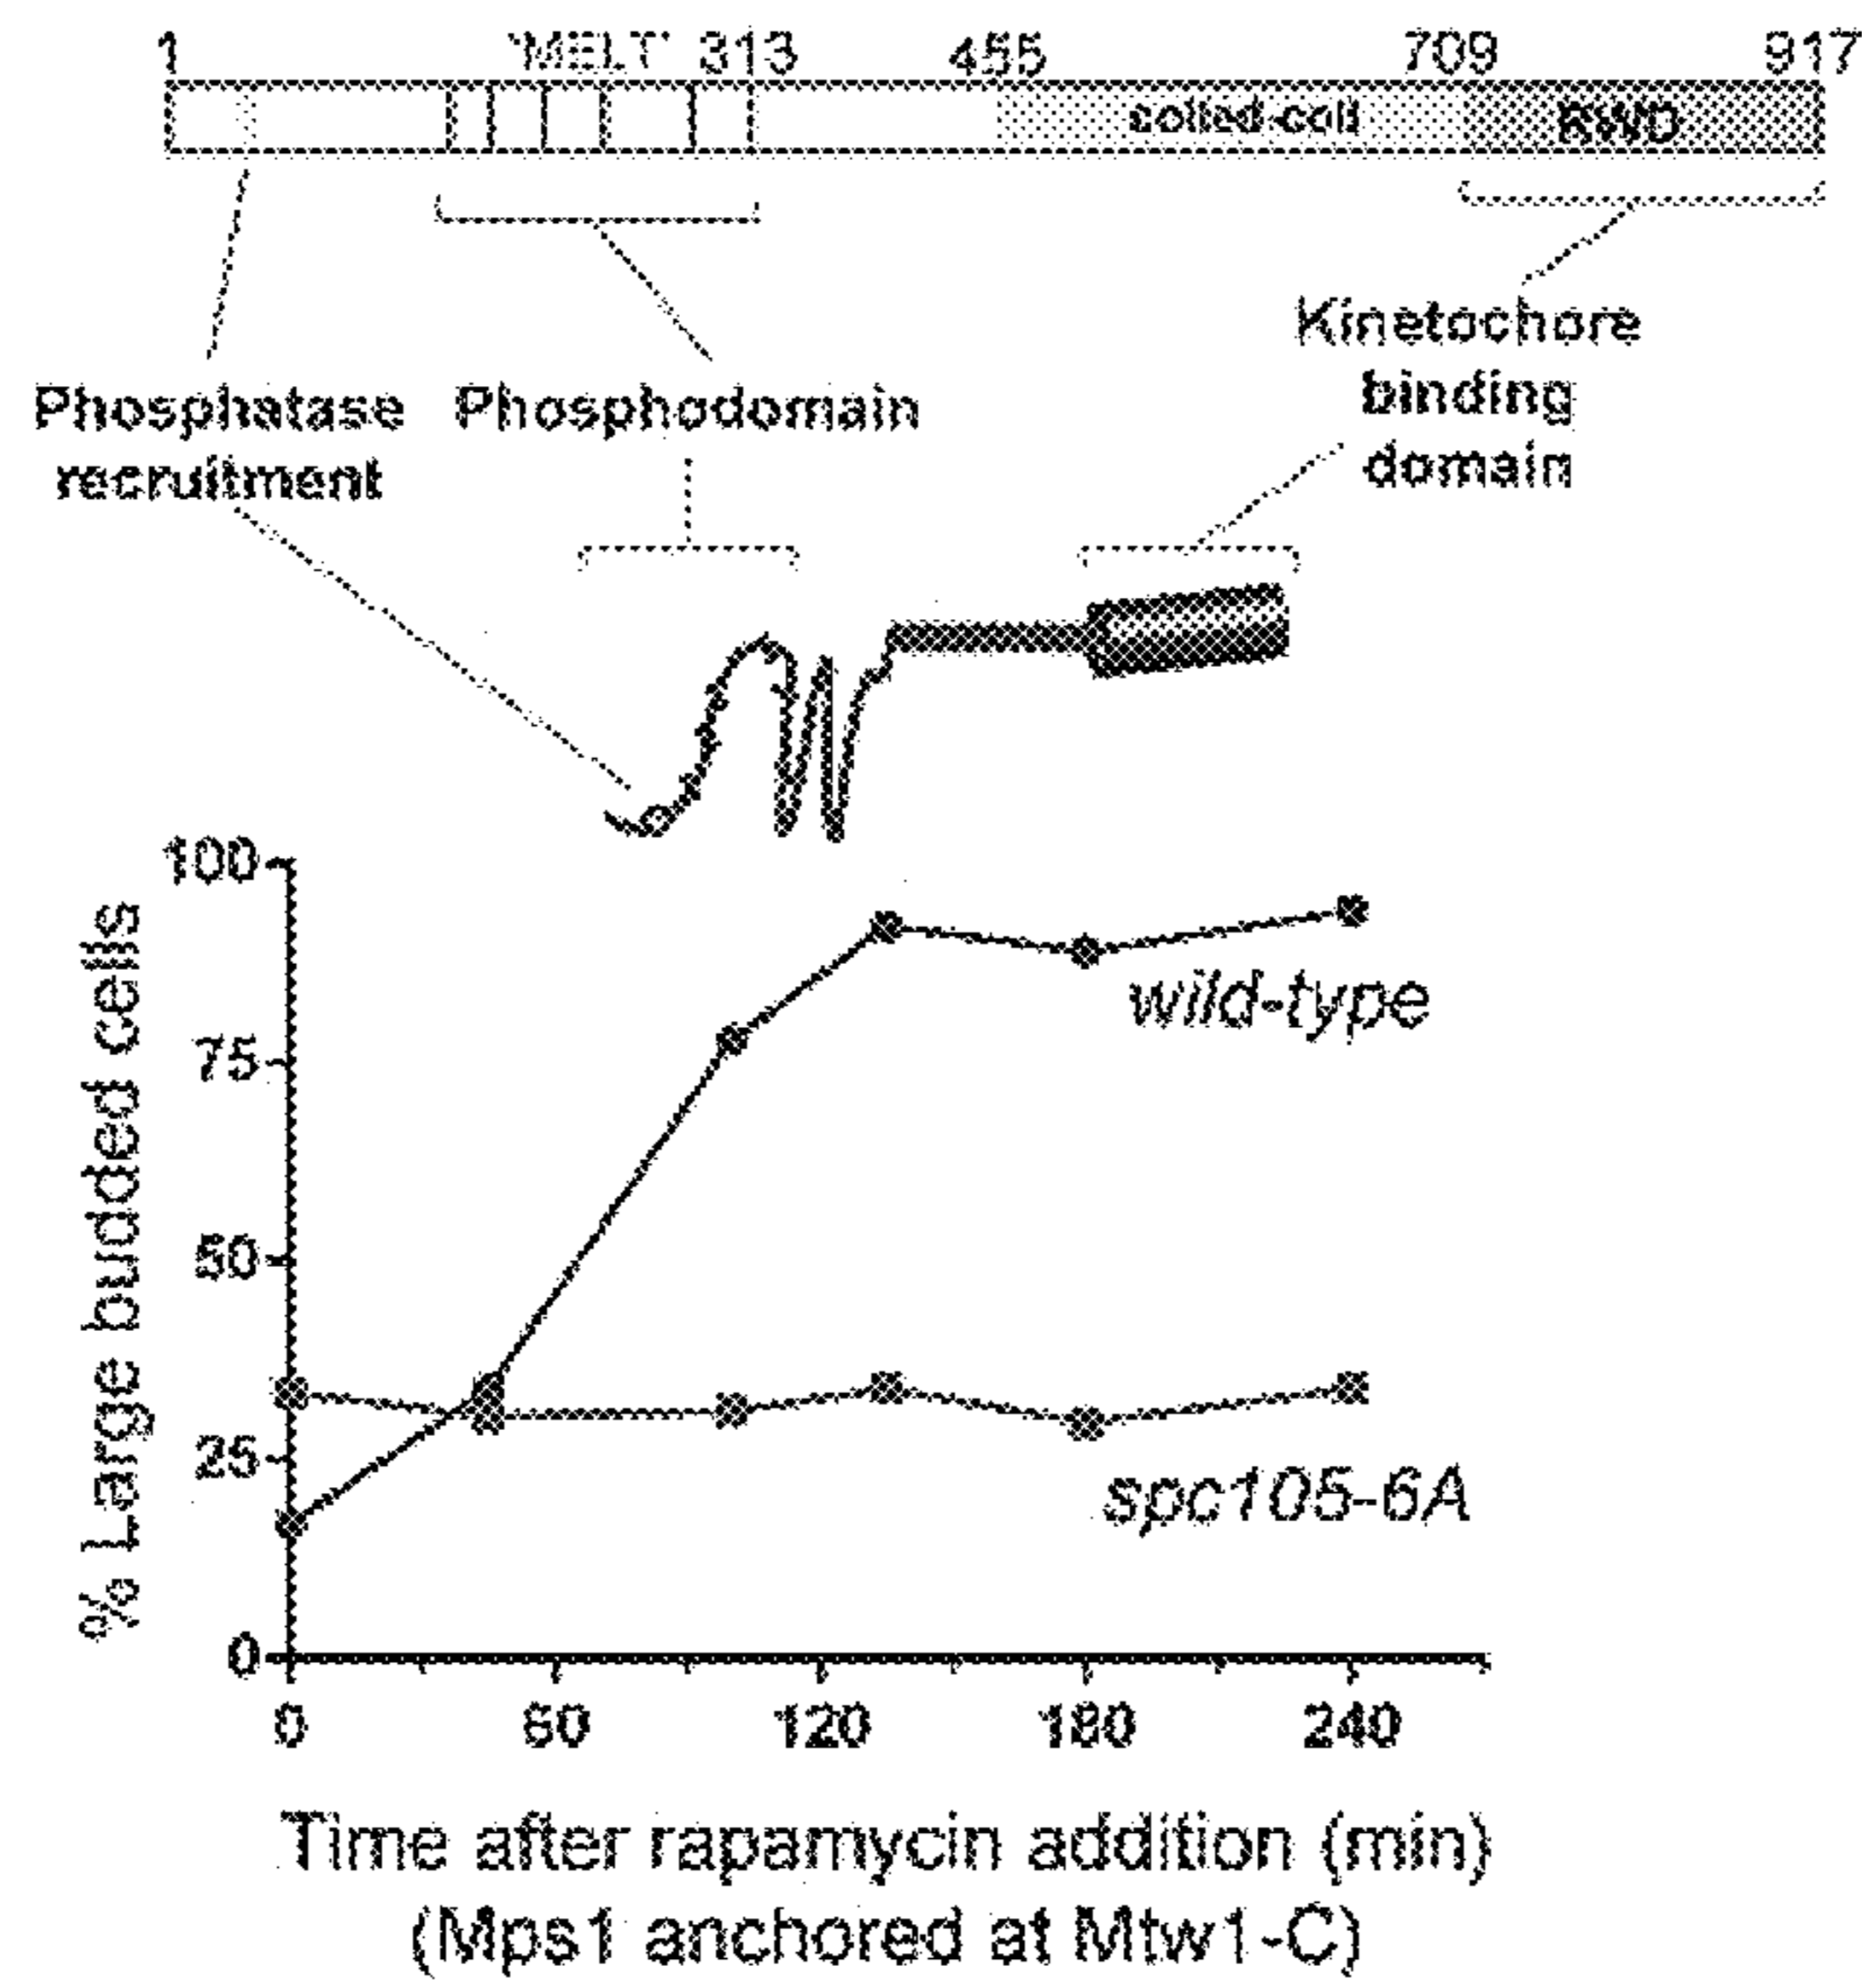 1 'MELT' 313 455 709 917
coiled-coil RWD
Kinetochore
binding
domain
Phosphatase
recruitment
Phosphodomain
100
75
50
25
0
% Large budded cells
wild-type
spc105-6A
0 60 120 180 240
Time after rapamycin addition (min)
(Mps1 anchored at Mtw1-C)